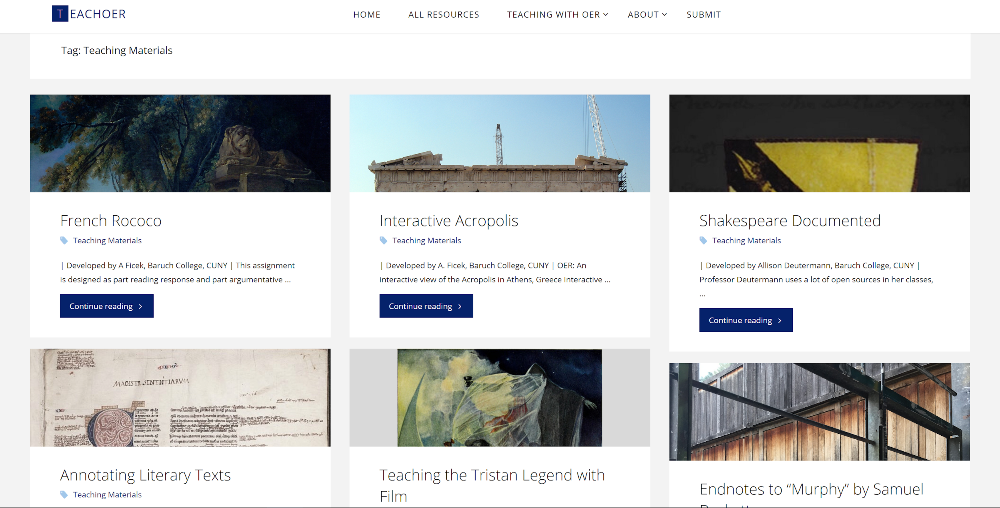 TEACHOER
HOME ALL RESOURCES TEACHING WITH OER ABOUT SUBMIT
Tag: Teaching Materials
French Rococo
Teaching Materials
| Developed by A Ficek, Baruch College, CUNY | This assignment
is designed as part reading response and part argumentative ...
Continue reading
Interactive Acropolis
Teaching Materials
| Developed by A. Ficek, Baruch College, CUNY | OER: An
interactive view of the Acropolis in Athens, Greece Interactive ...
Continue reading
Shakespeare Documented
Teaching Materials
| Developed by Allison Deutermann, Baruch College, CUNY |
Professor Deutermann uses a lot of open sources in her classes,
...
Continue reading
MAGISTER SENTENTIARVM
Annotating Literary Texts
Teaching Materials
Teaching the Tristan Legend with
Film
Endnotes to “Murphy” by Samuel